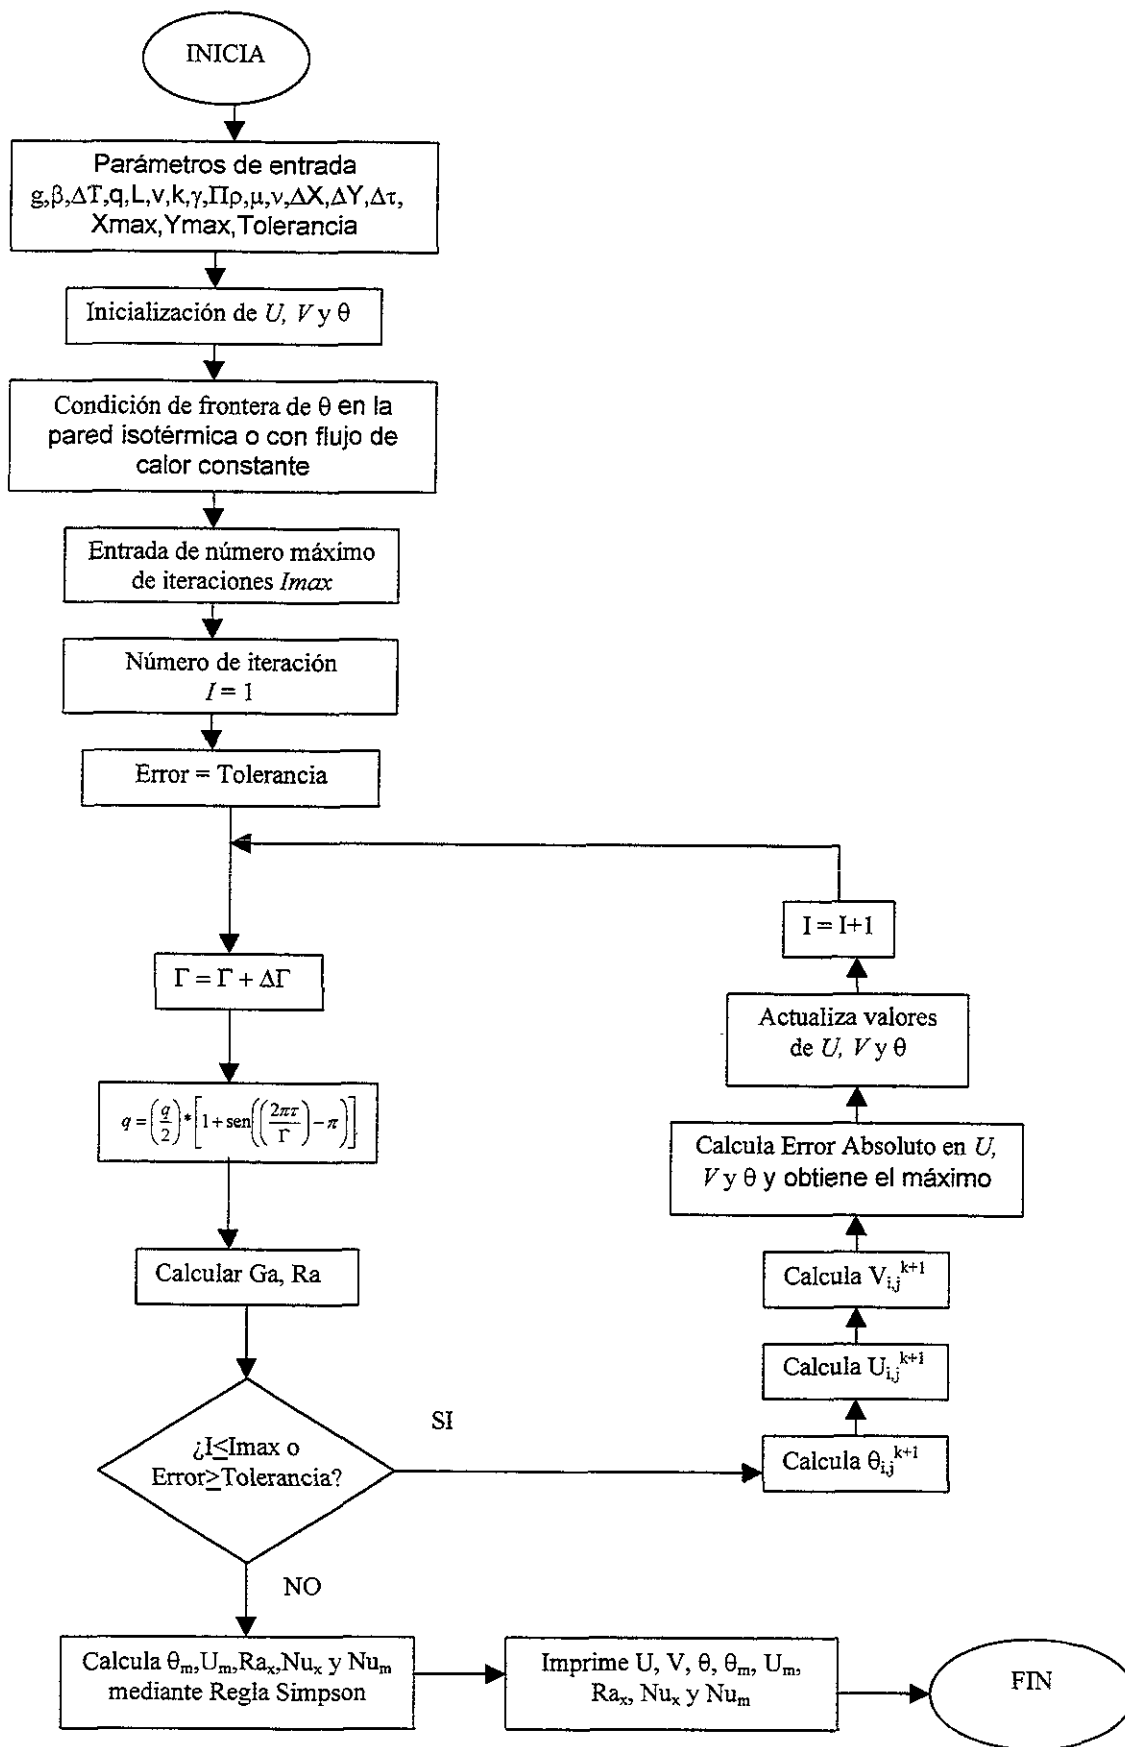 INICIA
Parámetros de entrada
g,β,ΔT,q,L,v,k,γ,Πρ,μ,ν,ΔX,ΔY,Δτ,
Xmax,Ymax,Tolerancia
Inicialización de U, V y θ
Condición de frontera de θ en la
pared isotérmica o con flujo de
calor constante
Entrada de número máximo
de iteraciones Imax
Número de iteración
I = 1
Error = Tolerancia
Γ = Γ + ΔΓ
q = (q/2) * [1 + sen((2πτ/Γ) − π)]
Calcular Ga, Ra
¿I≤Imax o
Error≥Tolerancia?
SI
Calcula θi,j^k+1
Calcula Ui,j^k+1
Calcula Vi,j^k+1
Calcula Error Absoluto en U,
V y θ y obtiene el máximo
Actualiza valores
de U, V y θ
I = I+1
NO
Calcula θm,Um,Rax,Nux y Num
mediante Regla Simpson
Imprime U, V, θ, θm, Um,
Rax, Nux y Num
FIN